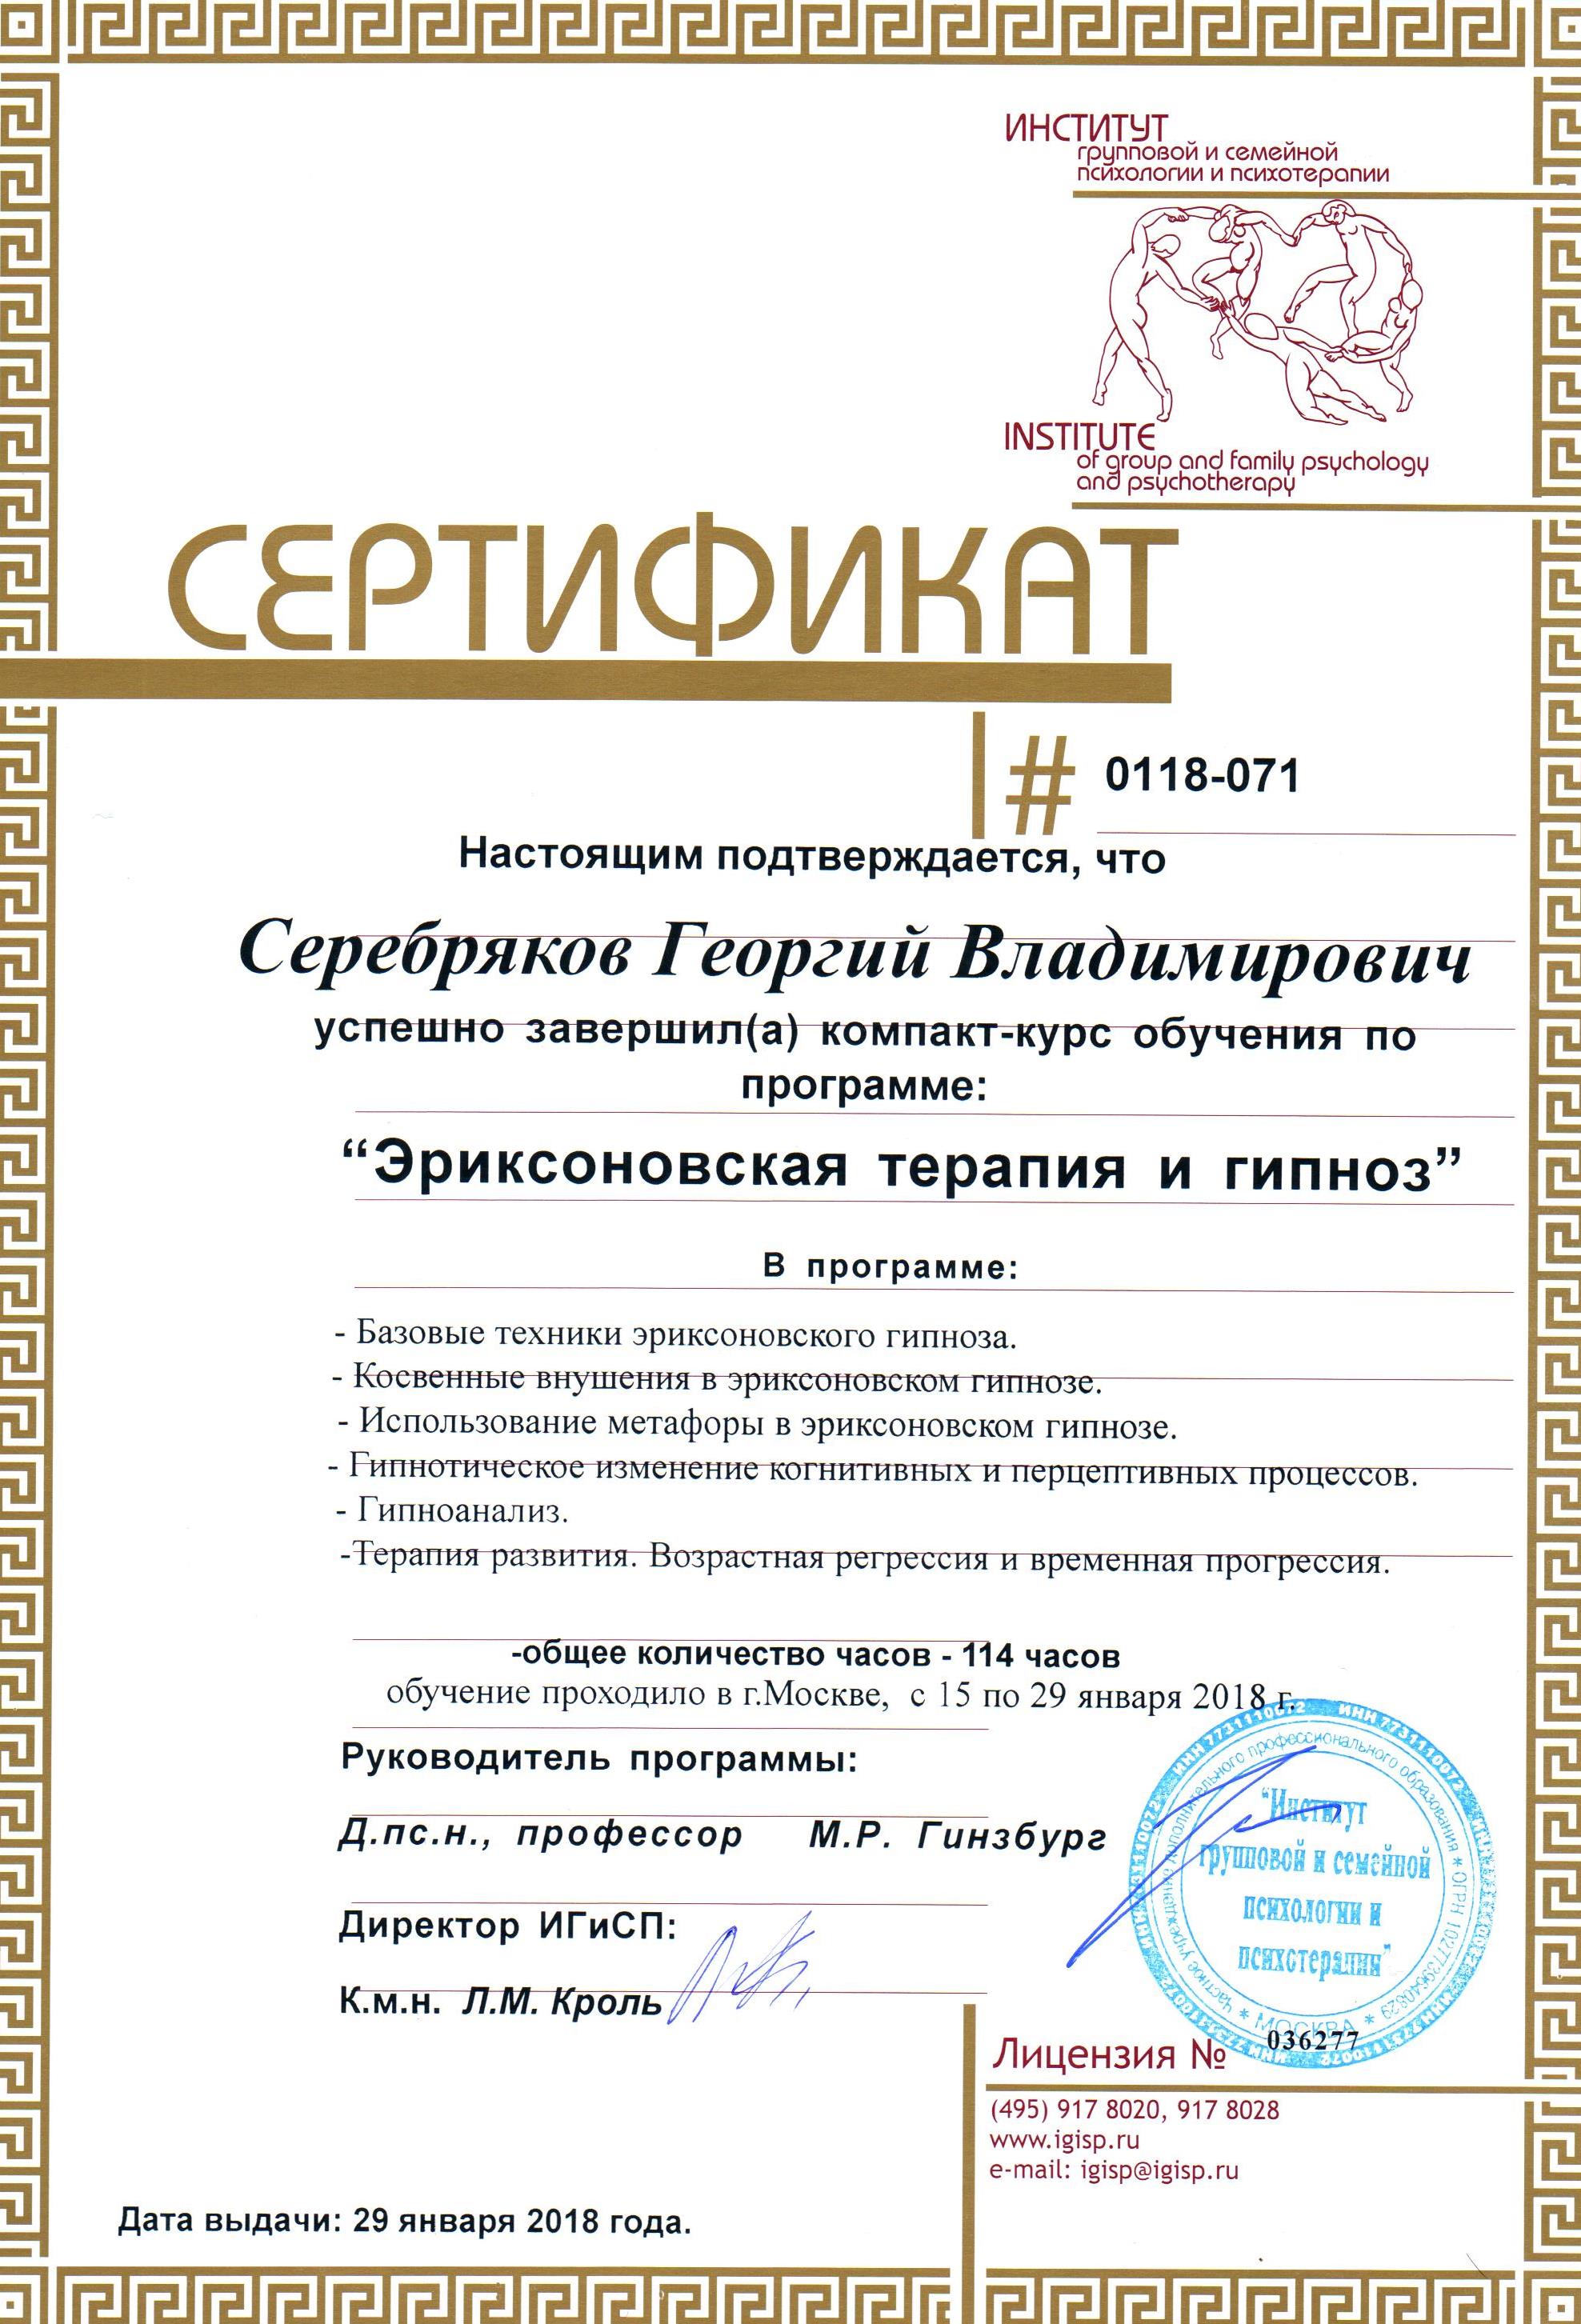 ИНСТИТУТ
групповой и семейной
психологии и психотерапии
INSTITUTE
of group and family psychology
and psychotherapy
СЕРТИФИКАТ
# 0118-071
Настоящим подтверждается, что
Серебряков Георгий Владимирович
успешно завершил(а) компакт-курс обучения по
программе:
“Эриксоновская терапия и гипноз”
В программе:
- Базовые техники эриксоновского гипноза.
- Косвенные внушения в эриксоновском гипнозе.
- Использование метафоры в эриксоновском гипнозе.
- Гипнотическое изменение когнитивных и перцептивных процессов.
- Гипноанализ.
-Терапия развития. Возрастная регрессия и временная прогрессия.
-общее количество часов - 114 часов
обучение проходило в г.Москве, с 15 по 29 января 2018 г.
Руководитель программы:
Д.пс.н., профессор М.Р. Гинзбург
Директор ИГиСП:
К.м.н. Л.М. Кроль
ИНН 7731110072 ИНН 7731110072 ИНН 7731110072
Частное учреждение дополнительного профессионального образования * ОГРН 1027739640829
* МОСКВА *
"Институт
групповой и семейной
психологии и
психотерапии"
Лицензия № 036277
(495) 917 8020, 917 8028
www.igisp.ru
e-mail: igisp@igisp.ru
Дата выдачи: 29 января 2018 года.